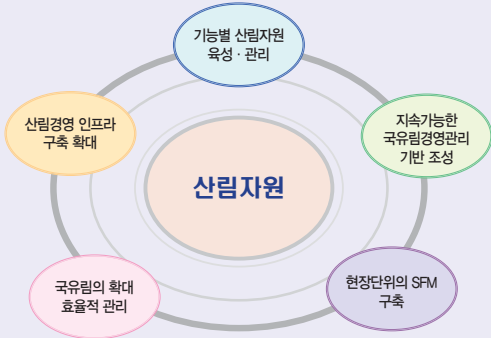 기능별 산림자원
육성 · 관리
산림경영 인프라
구축 확대
지속가능한
국유림경영관리
기반 조성
산림자원
국유림의 확대
효율적 관리
현장단위의 SFM
구축